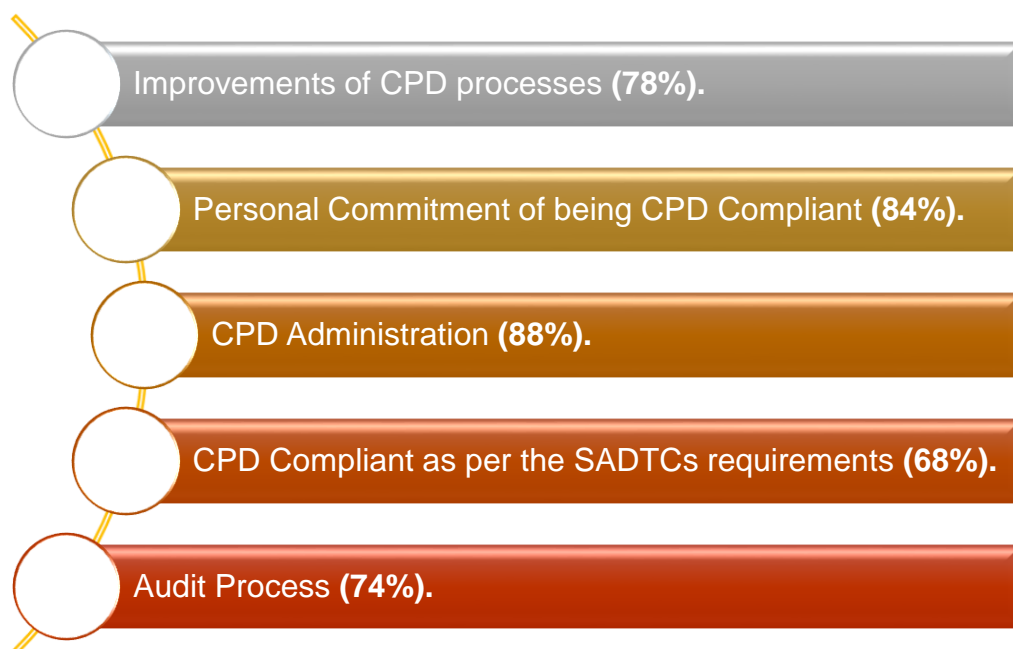 Improvements of CPD processes (78%).
Personal Commitment of being CPD Compliant (84%).
CPD Administration (88%).
CPD Compliant as per the SADTCs requirements (68%).
Audit Process (74%).